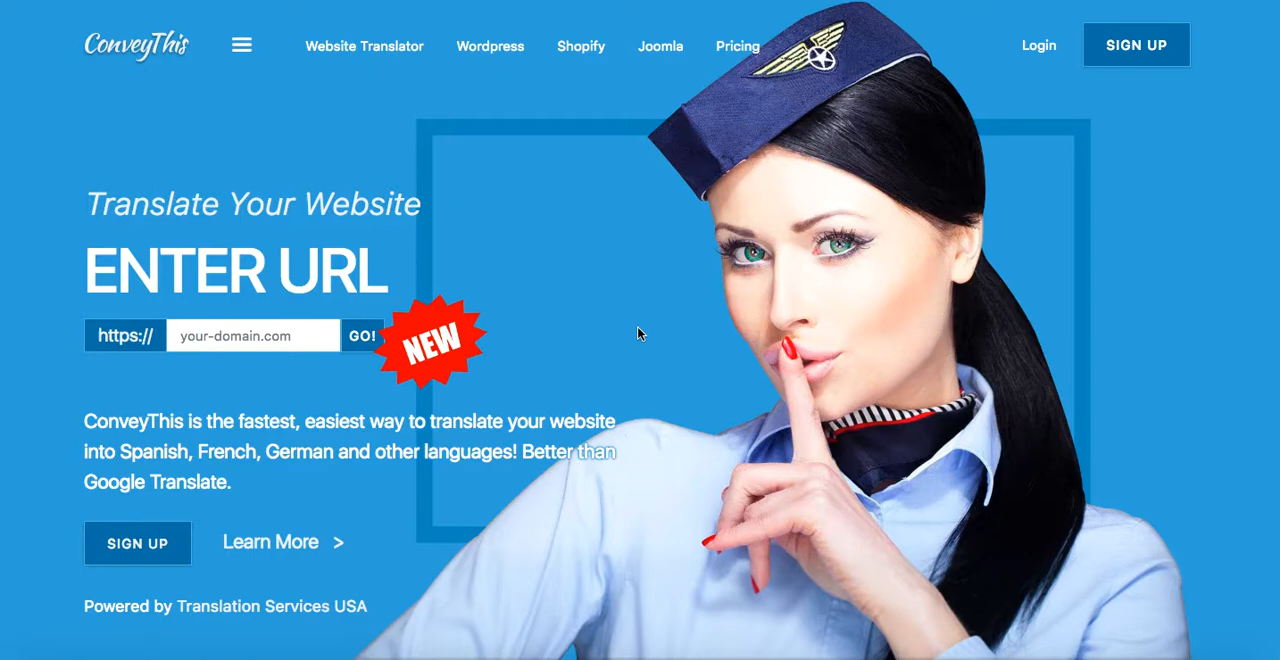 ConveyThis
Website Translator
Wordpress
Shopify
Joomla
Pricing
Login
SIGN UP
Translate Your Website
ENTER URL
https://
your-domain.com
GO!
NEW
ConveyThis is the fastest, easiest way to translate your website
into Spanish, French, German and other languages! Better than
Google Translate.
SIGN UP
Learn More >
Powered by Translation Services USA